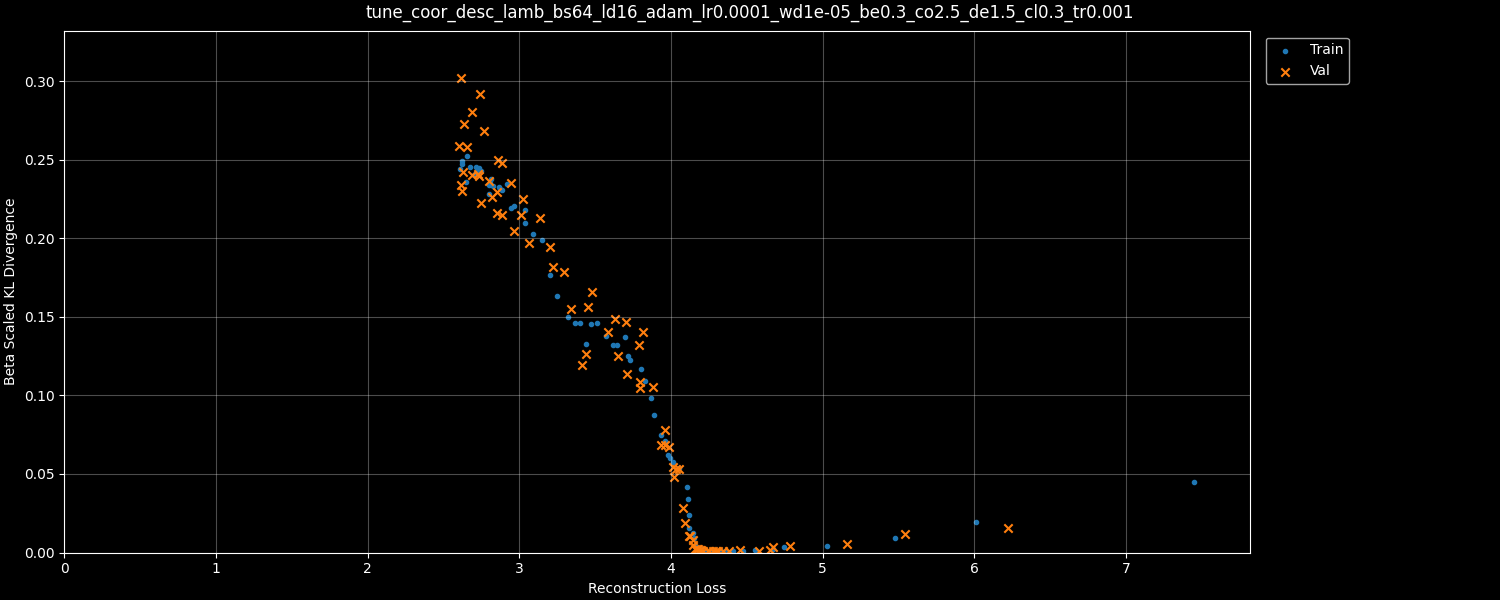 tune_coor_desc_lamb_bs64_ld16_adam_lr0.0001_wd1e-05_be0.3_co2.5_de1.5_cl0.3_tr0.001
Train
Val
0.30
0.25
0.20
0.15
0.10
0.05
0.00
Beta Scaled KL Divergence
0 1 2 3 4 5 6 7
Reconstruction Loss